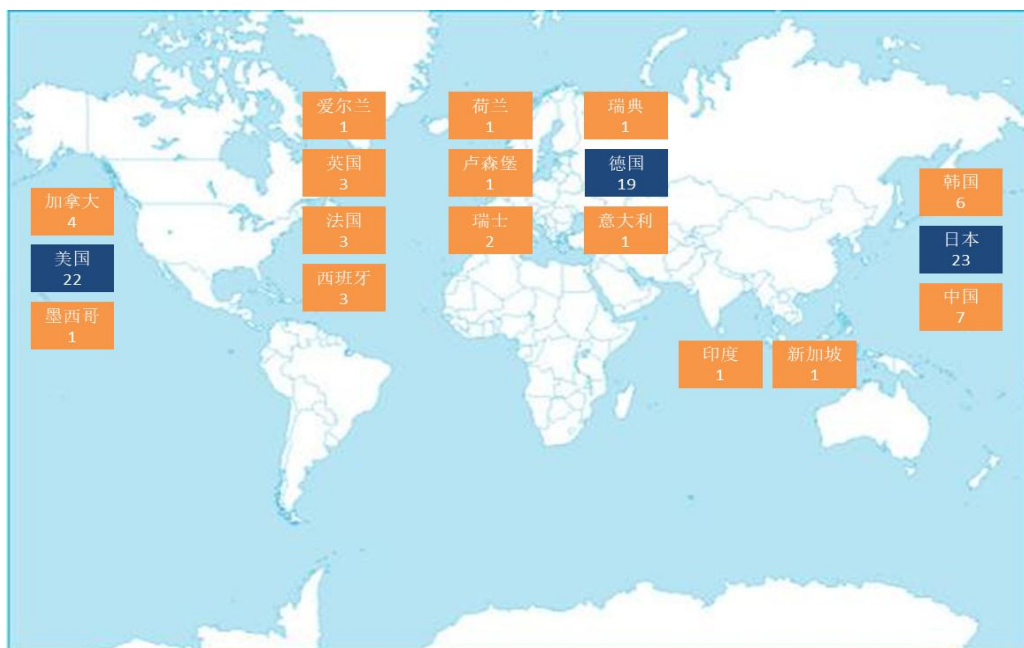 爱尔兰
1
荷兰
1
瑞典
1
英国
3
卢森堡
1
德国
19
韩国
6
加拿大
4
法国
3
瑞士
2
意大利
1
日本
23
美国
22
西班牙
3
中国
7
墨西哥
1
印度
1
新加坡
1